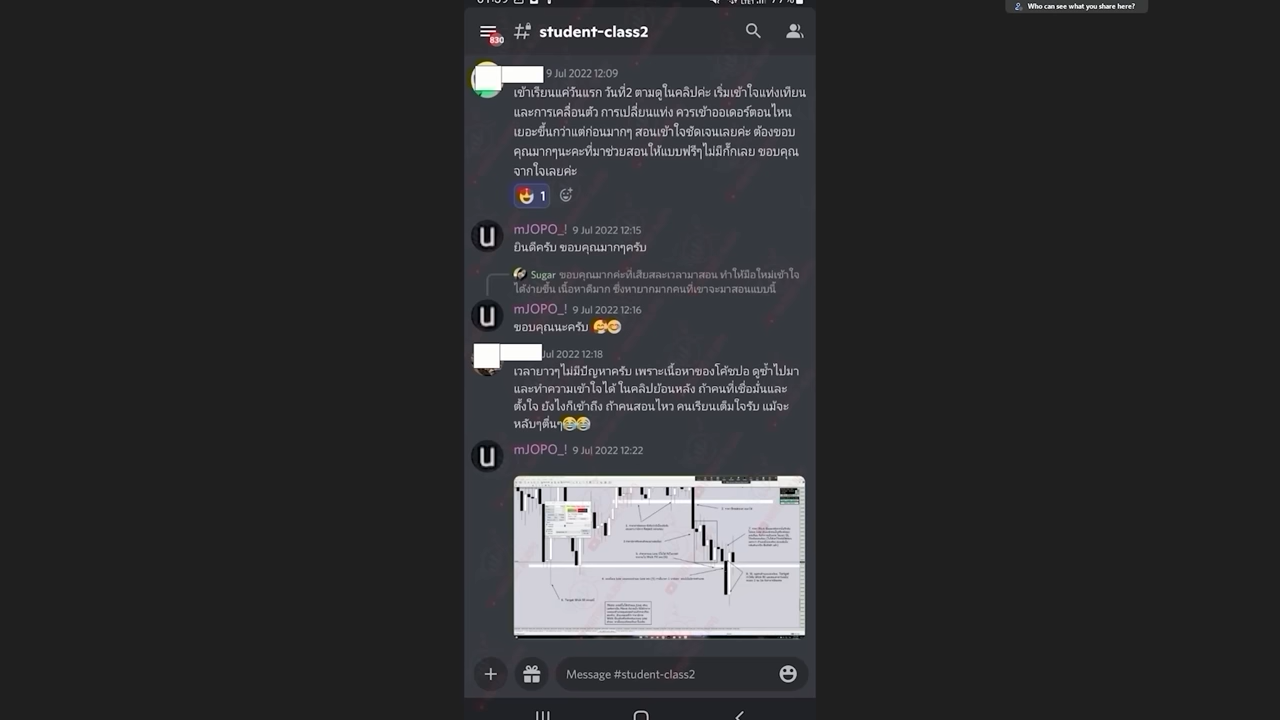 Who can see what you share here?
830
# student-class2
9 Jul 2022 12:09
เข้าเรียนแค่วันแรก วันที่2 ตามดูในคลิปค่ะ เริ่มเข้าใจแท่งเทียน
และการเคลื่อนตัว การเปลี่ยนแท่ง ควรเข้าออเดอร์ตอนไหน
เยอะขึ้นกว่าแต่ก่อนมากๆ สอนเข้าใจชัดเจนเลยค่ะ ต้องขอบ
คุณมากๆนะคะที่มาช่วยสอนให้แบบฟรีๆไม่มีกั๊กเลย ขอบคุณ
จากใจเลยค่ะ
1
mJOPO_! 9 Jul 2022 12:15
ยินดีครับ ขอบคุณมากๆครับ
Sugar ขอบคุณมากค่ะที่เสียสละเวลามาสอน ทำให้มือใหม่เข้าใจ
ได้ง่ายขึ้น เนื้อหาดีมาก ซึ่งหายากมากคนที่เขาจะมาสอนแบบนี้
mJOPO_! 9 Jul 2022 12:16
ขอบคุณนะครับ 🥰😊
Jul 2022 12:18
เวลายาวๆไม่มีปัญหาครับ เพราะเนื้อหาของโค้ชปอ ดูซ้ำไปมา
และทำความเข้าใจได้ ในคลิปย้อนหลัง ถ้าคนที่เชื่อมั่นและ
ตั้งใจ ยังไงก็เข้าถึง ถ้าคนสอนไหว คนเรียนเต็มใจรับ แม้จะ
หลับๆตื่นๆ😂😂
mJOPO_! 9 Jul 2022 12:22
Message #student-class2